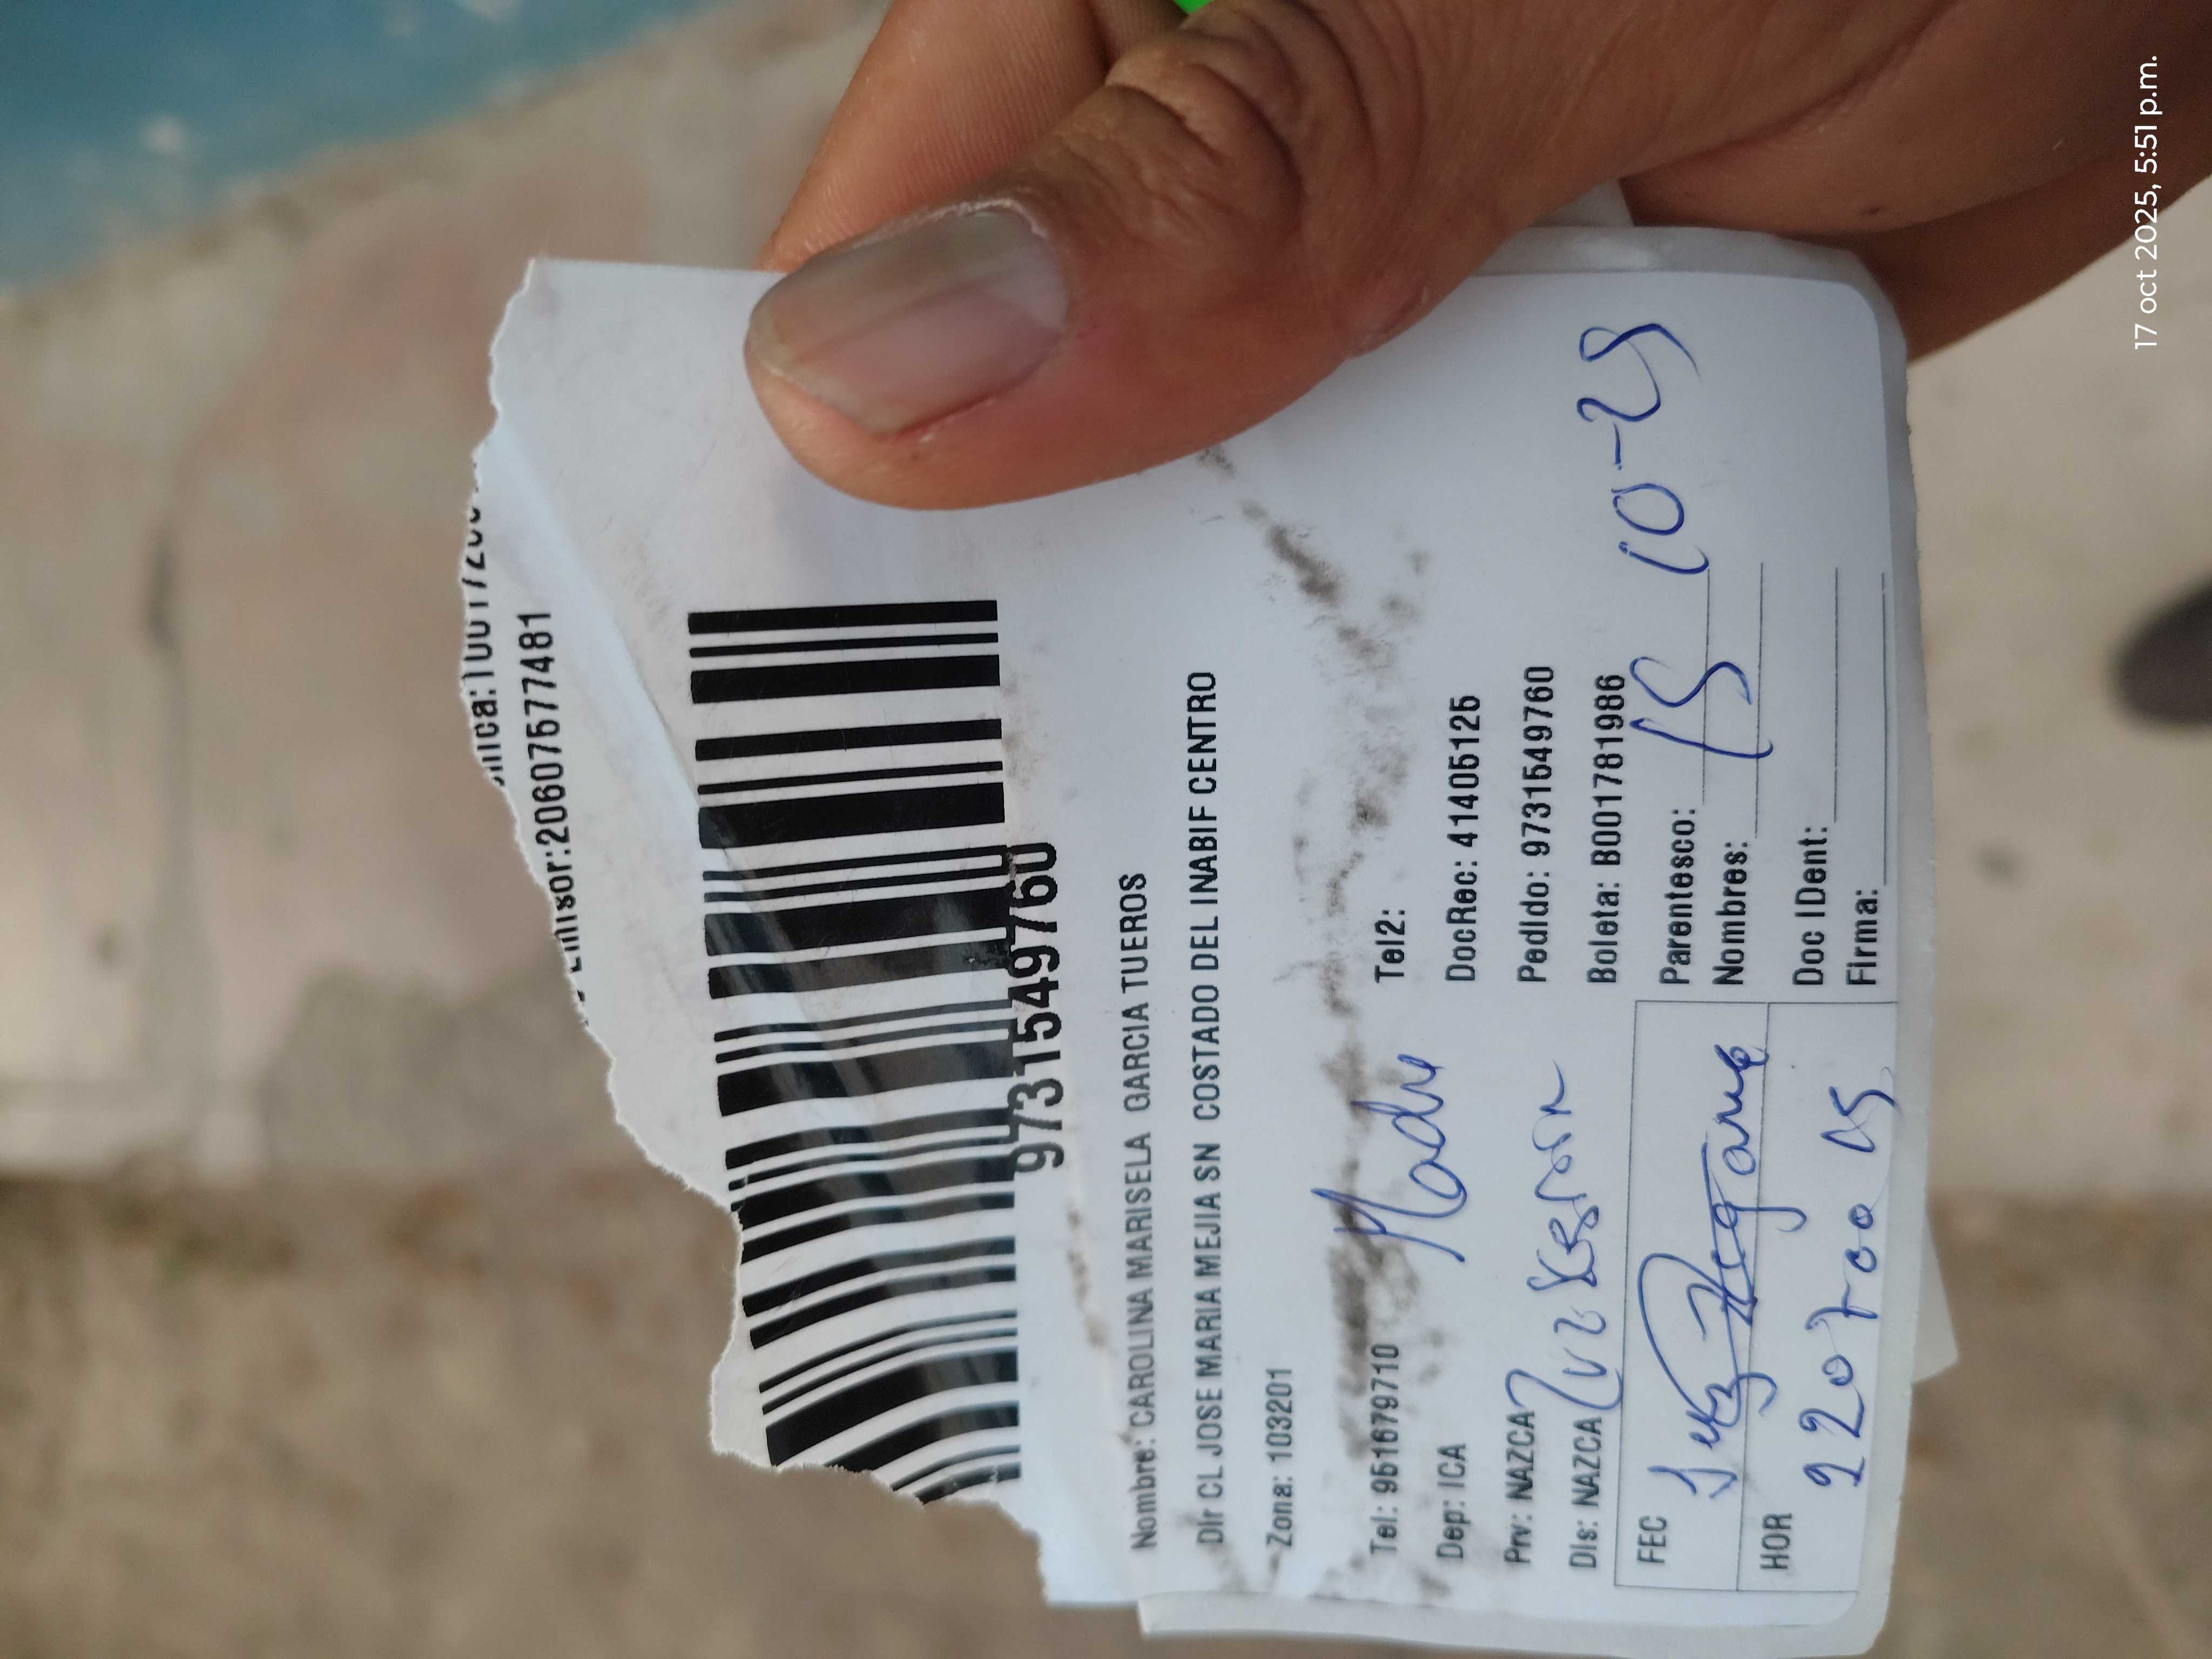 Emisor:20607577481
9731549760
Nombre: CAROLINA MARISELA GARCIA TUEROS
Dir CL JOSE MARIA MEJIA SN COSTADO DEL INABIF CENTRO
Zona: 103201
Tel: 951679710 Tel2:
Madre
Dep: ICA DocRec: 41405125
Prv: NAZCA Pedido: 9731549760
Dis: NAZCA Boleta: B001781986
FEC Parentesco:
15 10-25
Nombres:
HOR Doc IDent:
Firma:
17 oct 2025, 5:51 p.m.